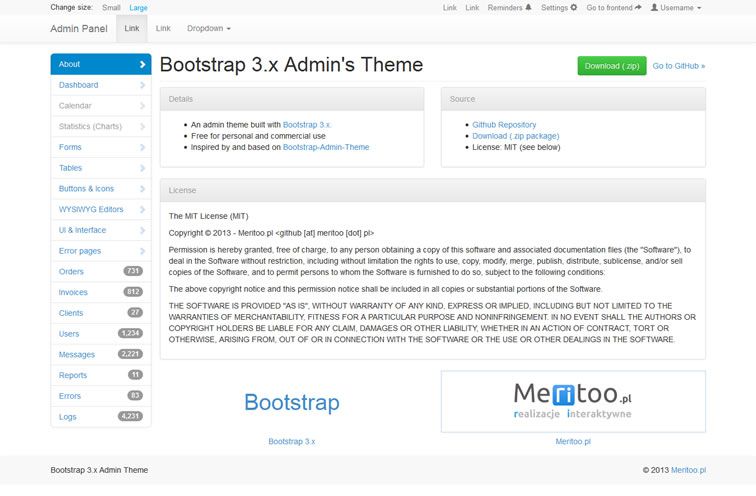 Change size: Small Large Link Link Reminders Settings Go to frontend Username
Admin Panel Link Link Dropdown
About
Dashboard
Calendar
Statistics (Charts)
Forms
Tables
Buttons & Icons
WYSIWYG Editors
UI & Interface
Error pages
Orders 731
Invoices 812
Clients 27
Users 1,234
Messages 2,221
Reports 11
Errors 83
Logs 4,231
Bootstrap 3.x Admin's Theme
Download (.zip) Go to GitHub »
Details
• An admin theme built with Bootstrap 3.x.
• Free for personal and commercial use
• Inspired by and based on Bootstrap-Admin-Theme
Source
• Github Repository
• Download (.zip package)
• License: MIT (see below)
License
The MIT License (MIT)
Copyright © 2013 - Meritoo.pl <github [at] meritoo [dot] pl>
Permission is hereby granted, free of charge, to any person obtaining a copy of this software and associated documentation files (the "Software"), to
deal in the Software without restriction, including without limitation the rights to use, copy, modify, merge, publish, distribute, sublicense, and/or sell
copies of the Software, and to permit persons to whom the Software is furnished to do so, subject to the following conditions:
The above copyright notice and this permission notice shall be included in all copies or substantial portions of the Software.
THE SOFTWARE IS PROVIDED "AS IS", WITHOUT WARRANTY OF ANY KIND, EXPRESS OR IMPLIED, INCLUDING BUT NOT LIMITED TO THE
WARRANTIES OF MERCHANTABILITY, FITNESS FOR A PARTICULAR PURPOSE AND NONINFRINGEMENT. IN NO EVENT SHALL THE AUTHORS OR
COPYRIGHT HOLDERS BE LIABLE FOR ANY CLAIM, DAMAGES OR OTHER LIABILITY, WHETHER IN AN ACTION OF CONTRACT, TORT OR
OTHERWISE, ARISING FROM, OUT OF OR IN CONNECTION WITH THE SOFTWARE OR THE USE OR OTHER DEALINGS IN THE SOFTWARE.
Bootstrap
Bootstrap 3.x
Meritoo.pl
realizacje interaktywne
Meritoo.pl
Bootstrap 3.x Admin Theme © 2013 Meritoo.pl